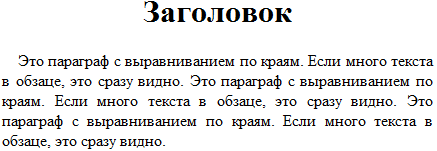 Заголовок
Это параграф с выравниванием по краям. Если много текста
в обзаце, это сразу видно. Это параграф с выравниванием по
краям. Если много текста в обзаце, это сразу видно. Это
параграф с выравниванием по краям. Если много текста в
обзаце, это сразу видно.